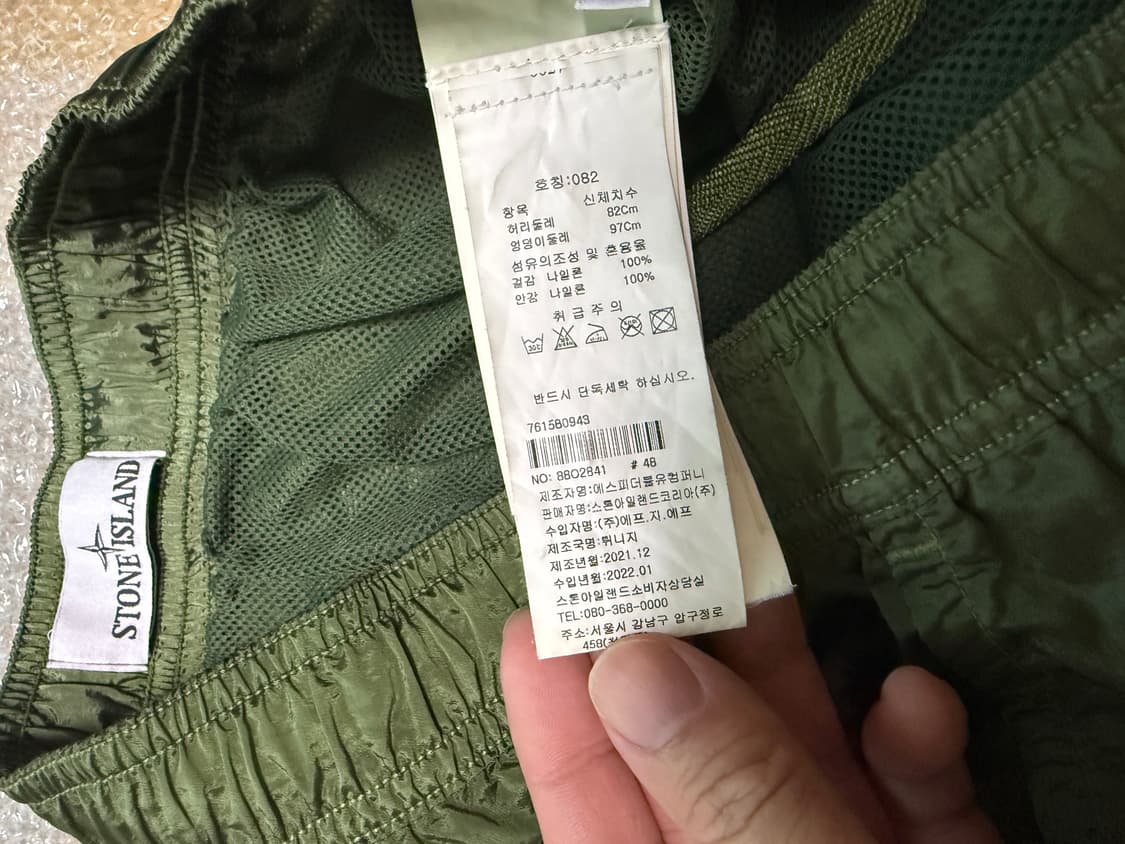 호칭:082
항목 신체치수
허리둘레 82Cm
엉덩이둘레 97Cm
섬유의조성 및 혼용율
겉감 나일론 100%
안감 나일론 100%
취급주의
반드시 단독세탁 하십시오.
761580943
NO: 8802841 # 48
제조자명:에스피더블유컴퍼니
판매자명:스톤아일랜드코리아(주)
수입자명:(주)에프.지.에프
제조국명:튀니지
제조년월:2021.12
수입년월:2022.01
스톤아일랜드소비자상당실
TEL:080-368-0000
주소:서울시 강남구 압구정로
458
STONE ISLAND